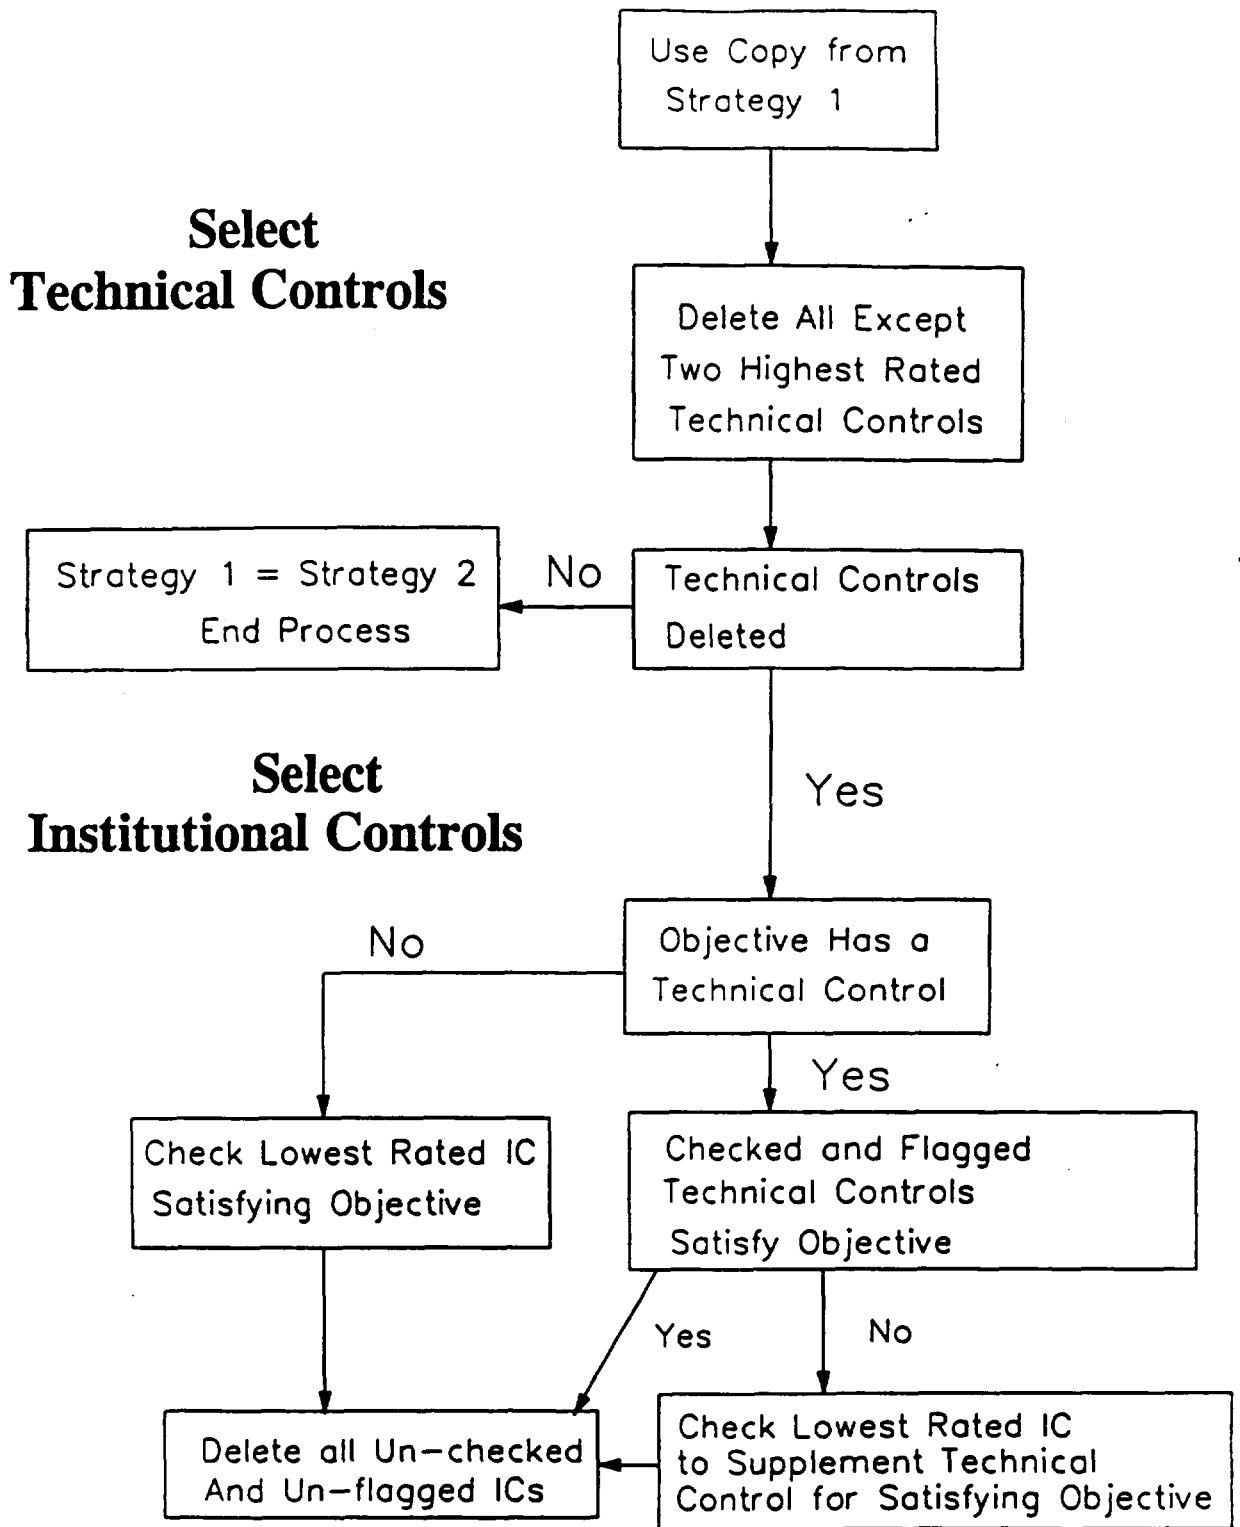 Use Copy from
Strategy 1
Select
Technical Controls
Delete All Except
Two Highest Rated
Technical Controls
Strategy 1 = Strategy 2
End Process
No
Technical Controls
Deleted
Yes
Select
Institutional Controls
No
Objective Has a
Technical Control
Yes
Check Lowest Rated IC
Satisfying Objective
Checked and Flagged
Technical Controls
Satisfy Objective
Yes
No
Delete all Un-checked
And Un-flagged ICs
Check Lowest Rated IC
to Supplement Technical
Control for Satisfying Objective